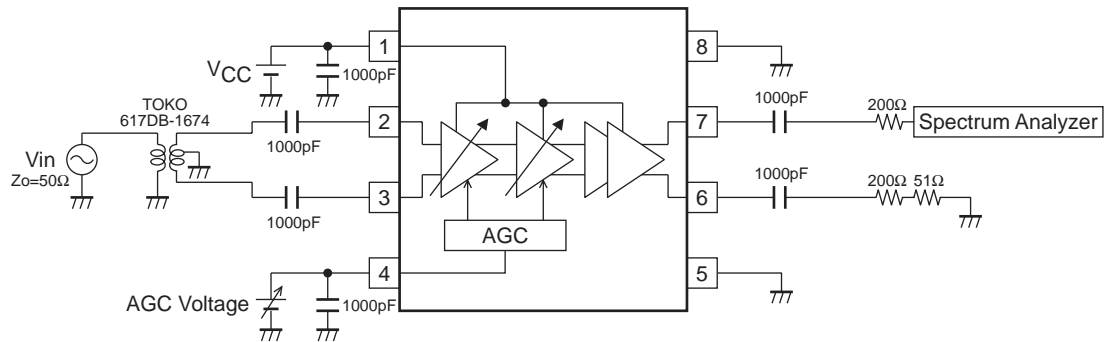 1
8
VCC
1000pF
TOKO
617DB-1674
2
7
1000pF
200Ω
Spectrum Analyzer
1000pF
Vin
Zo=50Ω
3
6
1000pF
200Ω
51Ω
1000pF
AGC
4
5
AGC Voltage
1000pF